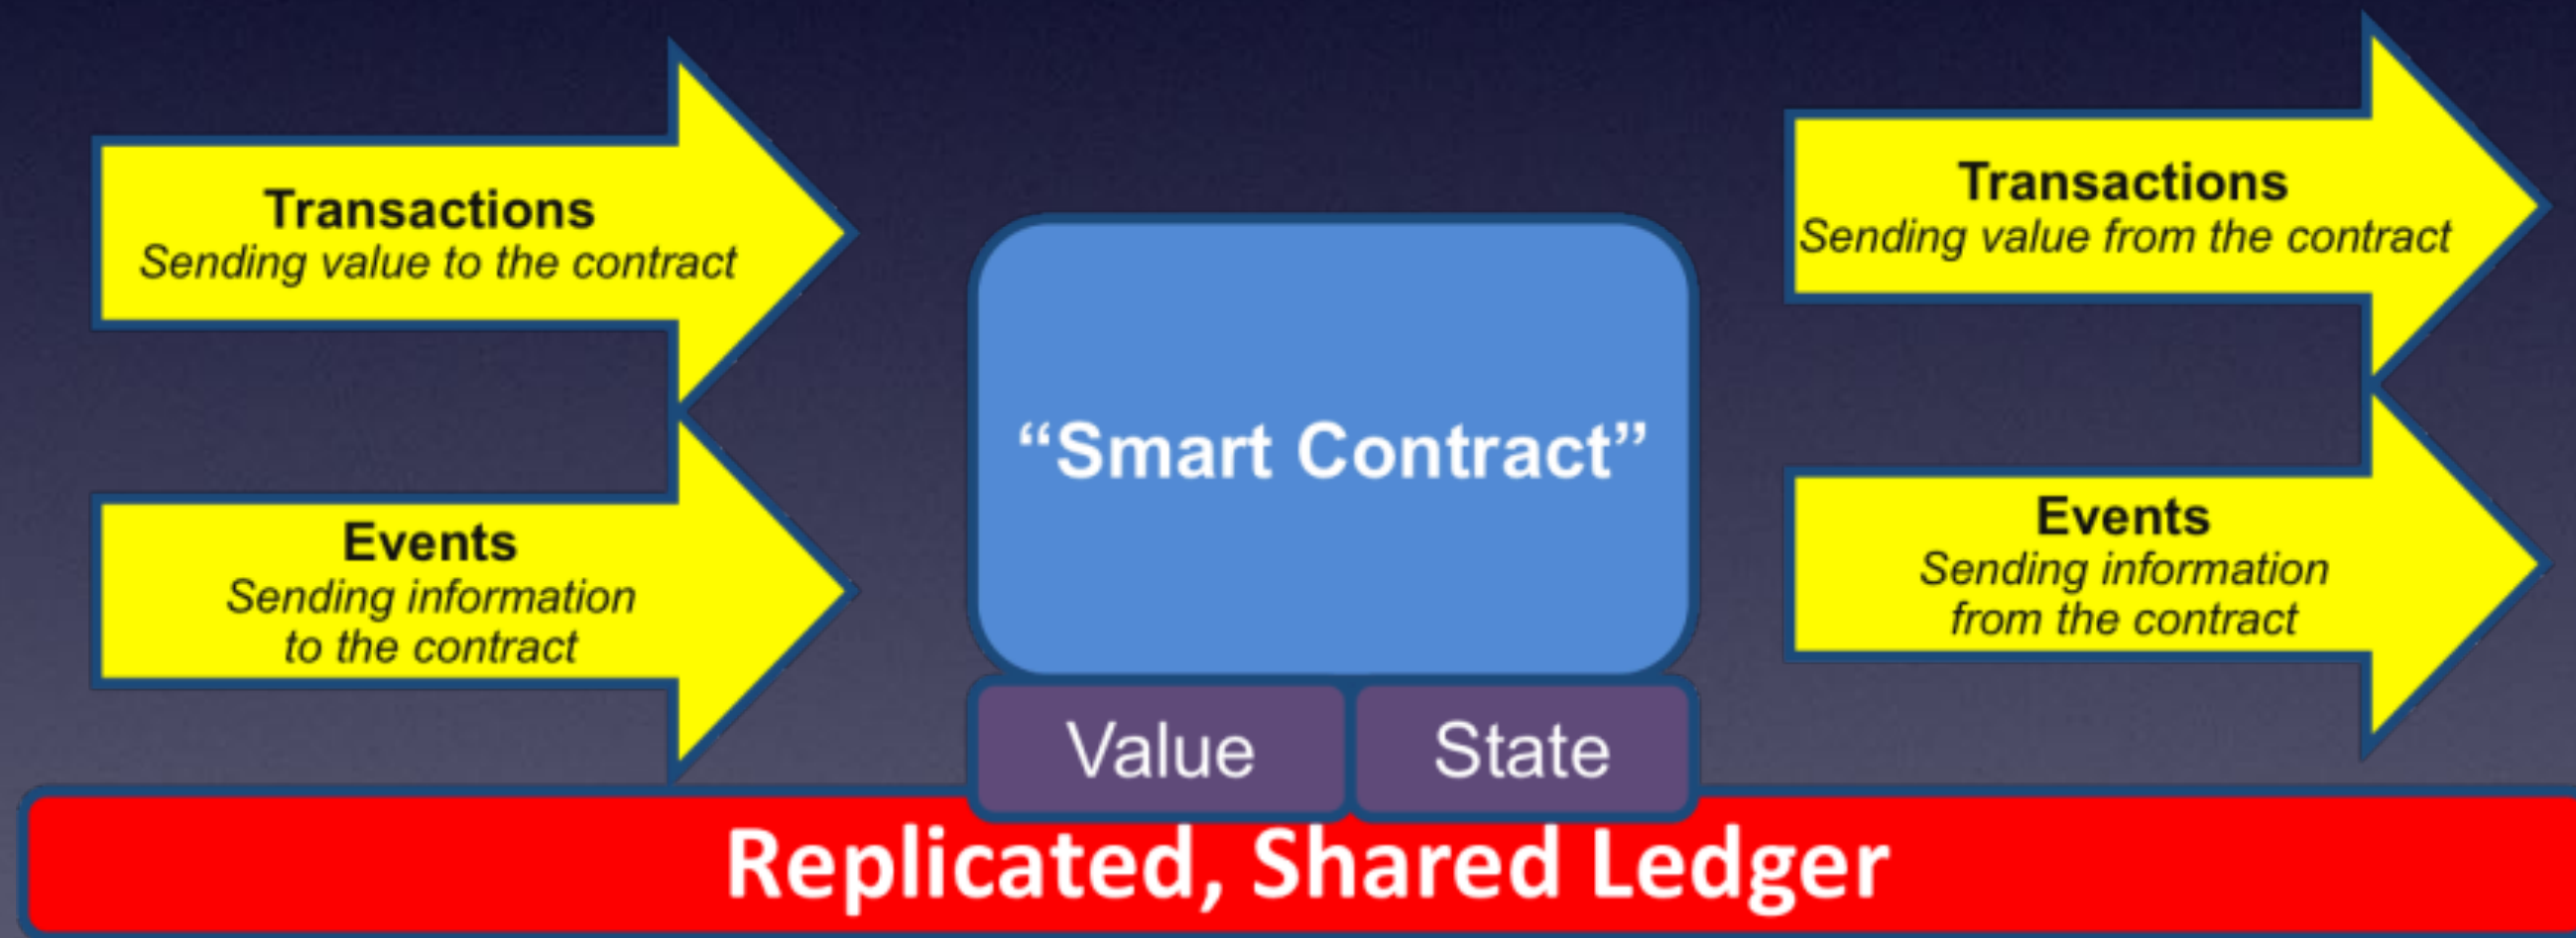 Transactions
Sending value to the contract
Events
Sending information
to the contract
“Smart Contract”
Value
State
Transactions
Sending value from the contract
Events
Sending information
from the contract
Replicated, Shared Ledger